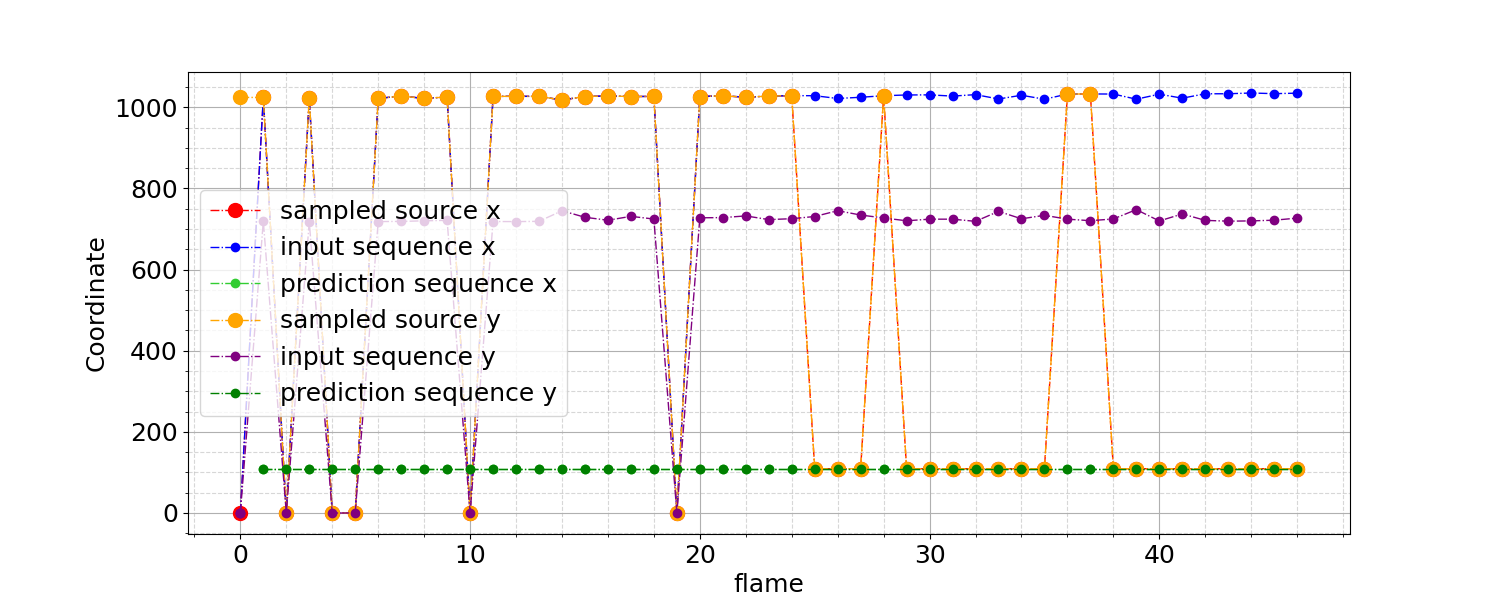 1000
800
600
400
200
0
Coordinate
sampled source x
input sequence x
prediction sequence x
sampled source y
input sequence y
prediction sequence y
0 10 20 30 40
flame